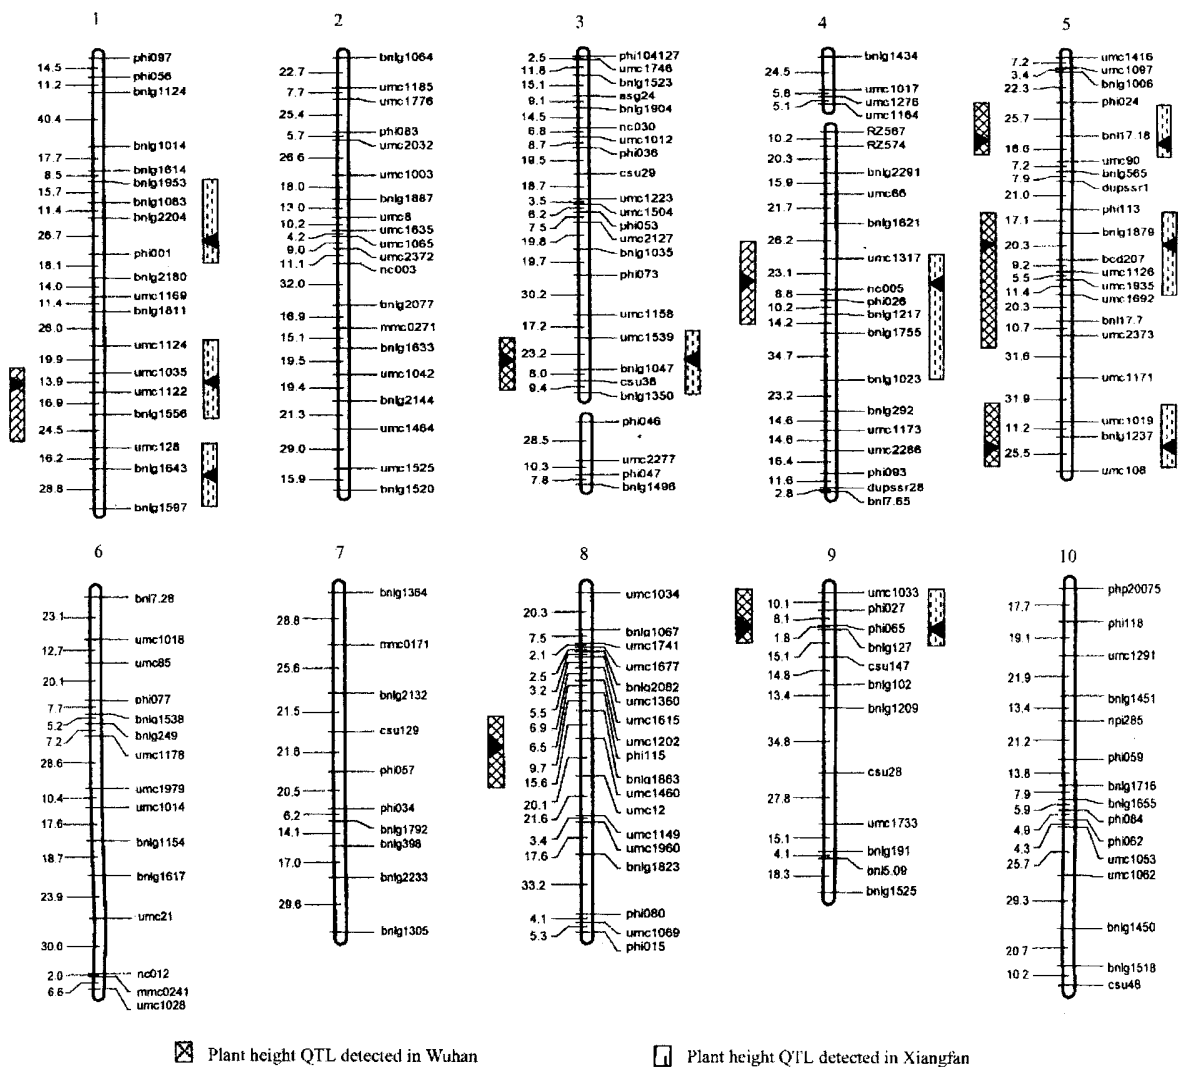 1
14.5
11.2
40.4
17.7
8.5
15.7
11.4
26.7
18.1
14.0
11.4
26.0
19.9
13.9
16.9
24.5
16.2
28.8
phi097
phi056
bnlg1124
bnlg1014
bnlg1614
bnlg1953
bnlg1083
bnlg2204
phi001
bnlg2180
umc1169
bnlg1811
umc1124
umc1035
umc1122
bnlg1556
umc128
bnlg1643
bnlg1597
2
22.7
7.7
25.4
5.7
26.6
18.0
13.0
10.2
4.2
9.0
11.1
32.0
16.9
15.1
19.5
19.4
21.3
29.0
15.9
bnlg1064
umc1185
umc1776
phi083
umc2032
umc1003
bnlg1887
umc8
umc1635
umc1065
umc2372
nc003
bnlg2077
mmc0271
bnlg1633
umc1042
bnlg2144
umc1464
umc1525
bnlg1520
3
2.5
11.8
15.1
9.1
14.5
6.8
8.7
19.5
18.7
3.5
6.2
7.5
19.8
19.7
30.2
17.2
23.2
8.0
9.4
phi104127
umc1746
bnlg1523
asg24
bnlg1904
nc030
umc1012
phi036
csu29
umc1223
umc1504
phi053
umc2127
bnlg1035
phi073
umc1158
umc1539
bnlg1047
csu38
bnlg1350
28.5
10.3
7.8
phi046
umc2277
phi047
bnlg1496
4
24.5
5.8
5.1
bnlg1434
umc1017
umc1276
umc1164
10.2
20.3
15.9
21.7
26.2
23.1
8.8
10.2
14.2
34.7
23.2
14.6
14.6
16.4
11.6
2.8
RZ567
RZ574
bnlg2291
umc66
bnlg1621
umc1317
nc005
phi026
bnlg1217
bnlg1755
bnlg1023
bnlg292
umc1173
umc2286
phi093
dupssr28
bnl7.65
5
7.2
3.4
22.3
25.7
16.6
7.2
7.9
21.0
17.1
20.3
9.2
5.5
11.4
20.3
10.7
31.6
31.9
11.2
25.5
umc1416
umc1097
bnlg1006
phi024
bnl17.18
umc90
bnlg565
dupssr1
phi113
bnlg1879
bcd207
umc1126
umc1935
umc1692
bnl17.7
umc2373
umc1171
umc1019
bnlg1237
umc108
6
23.1
12.7
20.1
7.7
5.2
7.2
28.6
10.4
17.6
18.7
23.9
30.0
2.0
6.6
bnl7.28
umc1018
umc85
phi077
bnlg1538
bnlg249
umc1178
umc1979
umc1014
bnlg1154
bnlg1617
umc21
nc012
mmc0241
umc1028
7
28.8
25.6
21.5
21.8
20.5
6.2
14.1
17.0
29.6
bnlg1364
mmc0171
bnlg2132
csu129
phi057
phi034
bnlg1792
bnlg398
bnlg2233
bnlg1305
8
20.3
7.5
2.1
2.5
3.2
5.5
6.9
6.5
9.7
15.6
20.1
21.6
3.4
17.6
33.2
4.1
5.3
umc1034
bnlg1067
umc1741
umc1677
bnlg2082
umc1360
umc1615
umc1202
phi115
bnlg1863
umc1460
umc12
umc1149
umc1960
bnlg1823
phi080
umc1069
phi015
9
10.1
8.1
1.8
15.1
14.8
13.4
34.8
27.8
15.1
4.1
18.3
umc1033
phi027
phi065
bnlg127
csu147
bnlg102
bnlg1209
csu28
umc1733
bnlg191
bnl5.09
bnlg1525
10
17.7
19.1
21.9
13.4
21.2
13.8
7.9
5.9
4.9
4.3
25.7
29.3
20.7
10.2
php20075
phi118
umc1291
bnlg1451
npi285
phi059
bnlg1716
bnlg1655
phi084
phi062
umc1053
umc1062
bnlg1450
bnlg1518
csu48
Plant height QTL detected in Wuhan
Plant height QTL detected in Xiangfan